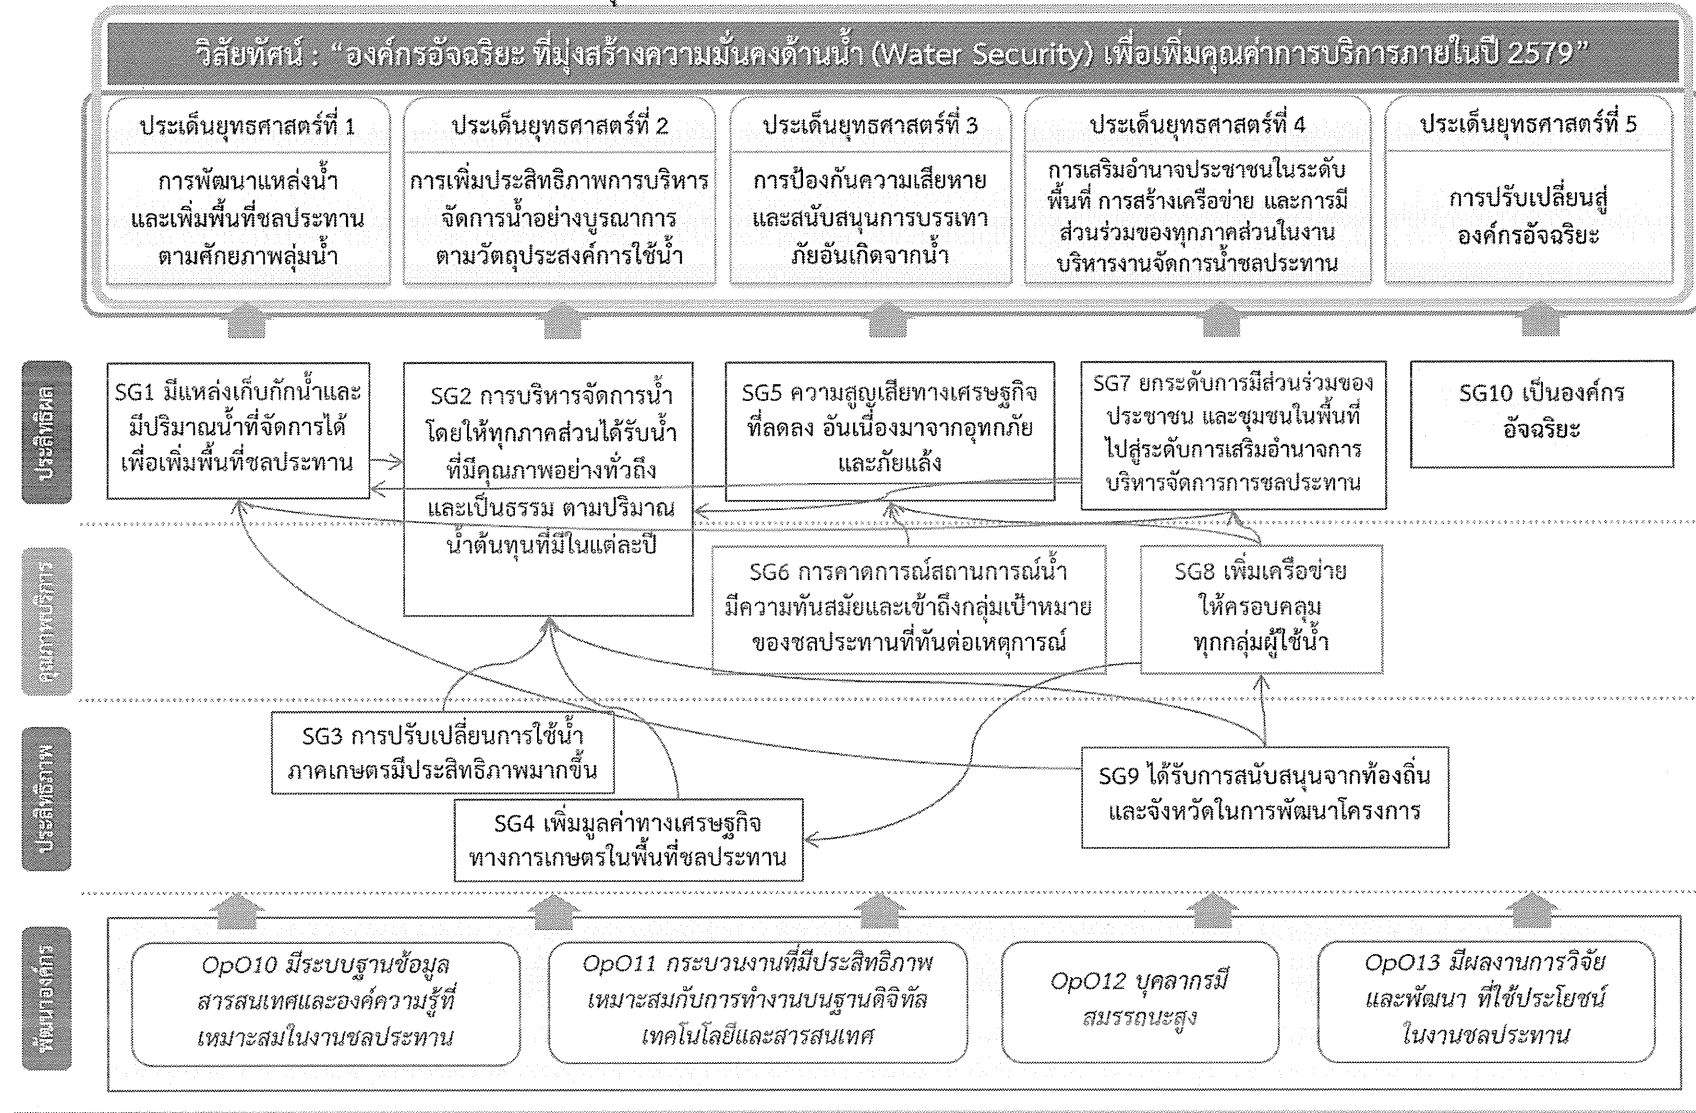 วิสัยทัศน์ : “องค์กรอัจฉริยะ ที่มุ่งสร้างความมั่นคงด้านน้ำ (Water Security) เพื่อเพิ่มคุณค่าการบริการภายในปี 2579”
ประเด็นยุทธศาสตร์ที่ 1
การพัฒนาแหล่งน้ำ
และเพิ่มพื้นที่ชลประทาน
ตามศักยภาพลุ่มน้ำ
ประเด็นยุทธศาสตร์ที่ 2
การเพิ่มประสิทธิภาพการบริหาร
จัดการน้ำอย่างบูรณาการ
ตามวัตถุประสงค์การใช้น้ำ
ประเด็นยุทธศาสตร์ที่ 3
การป้องกันความเสียหาย
และสนับสนุนการบรรเทา
ภัยอันเกิดจากน้ำ
ประเด็นยุทธศาสตร์ที่ 4
การเสริมอำนาจประชาชนในระดับ
พื้นที่ การสร้างเครือข่าย และการมี
ส่วนร่วมของทุกภาคส่วนในงาน
บริหารงานจัดการน้ำชลประทาน
ประเด็นยุทธศาสตร์ที่ 5
การปรับเปลี่ยนสู่
องค์กรอัจฉริยะ
ประสิทธิผล
SG1 มีแหล่งเก็บกักน้ำและ
มีปริมาณน้ำที่จัดการได้
เพื่อเพิ่มพื้นที่ชลประทาน
SG2 การบริหารจัดการน้ำ
โดยให้ทุกภาคส่วนได้รับน้ำ
ที่มีคุณภาพอย่างทั่วถึง
และเป็นธรรม ตามปริมาณ
น้ำต้นทุนที่มีในแต่ละปี
SG5 ความสูญเสียทางเศรษฐกิจ
ที่ลดลง อันเนื่องมาจากอุทกภัย
และภัยแล้ง
SG7 ยกระดับการมีส่วนร่วมของ
ประชาชน และชุมชนในพื้นที่
ไปสู่ระดับการเสริมอำนาจการ
บริหารจัดการการชลประทาน
SG10 เป็นองค์กร
อัจฉริยะ
คุณภาพบริการ
SG6 การคาดการณ์สถานการณ์น้ำ
มีความทันสมัยและเข้าถึงกลุ่มเป้าหมาย
ของชลประทานที่ทันต่อเหตุการณ์
SG8 เพิ่มเครือข่าย
ให้ครอบคลุม
ทุกกลุ่มผู้ใช้น้ำ
ประสิทธิภาพ
SG3 การปรับเปลี่ยนการใช้น้ำ
ภาคเกษตรมีประสิทธิภาพมากขึ้น
SG4 เพิ่มมูลค่าทางเศรษฐกิจ
ทางการเกษตรในพื้นที่ชลประทาน
SG9 ได้รับการสนับสนุนจากท้องถิ่น
และจังหวัดในการพัฒนาโครงการ
พัฒนาองค์กร
OpO10 มีระบบฐานข้อมูล
สารสนเทศและองค์ความรู้ที่
เหมาะสมในงานชลประทาน
OpO11 กระบวนงานที่มีประสิทธิภาพ
เหมาะสมกับการทำงานบนฐานดิจิทัล
เทคโนโลยีและสารสนเทศ
OpO12 บุคลากรมี
สมรรถนะสูง
OpO13 มีผลงานการวิจัย
และพัฒนา ที่ใช้ประโยชน์
ในงานชลประทาน